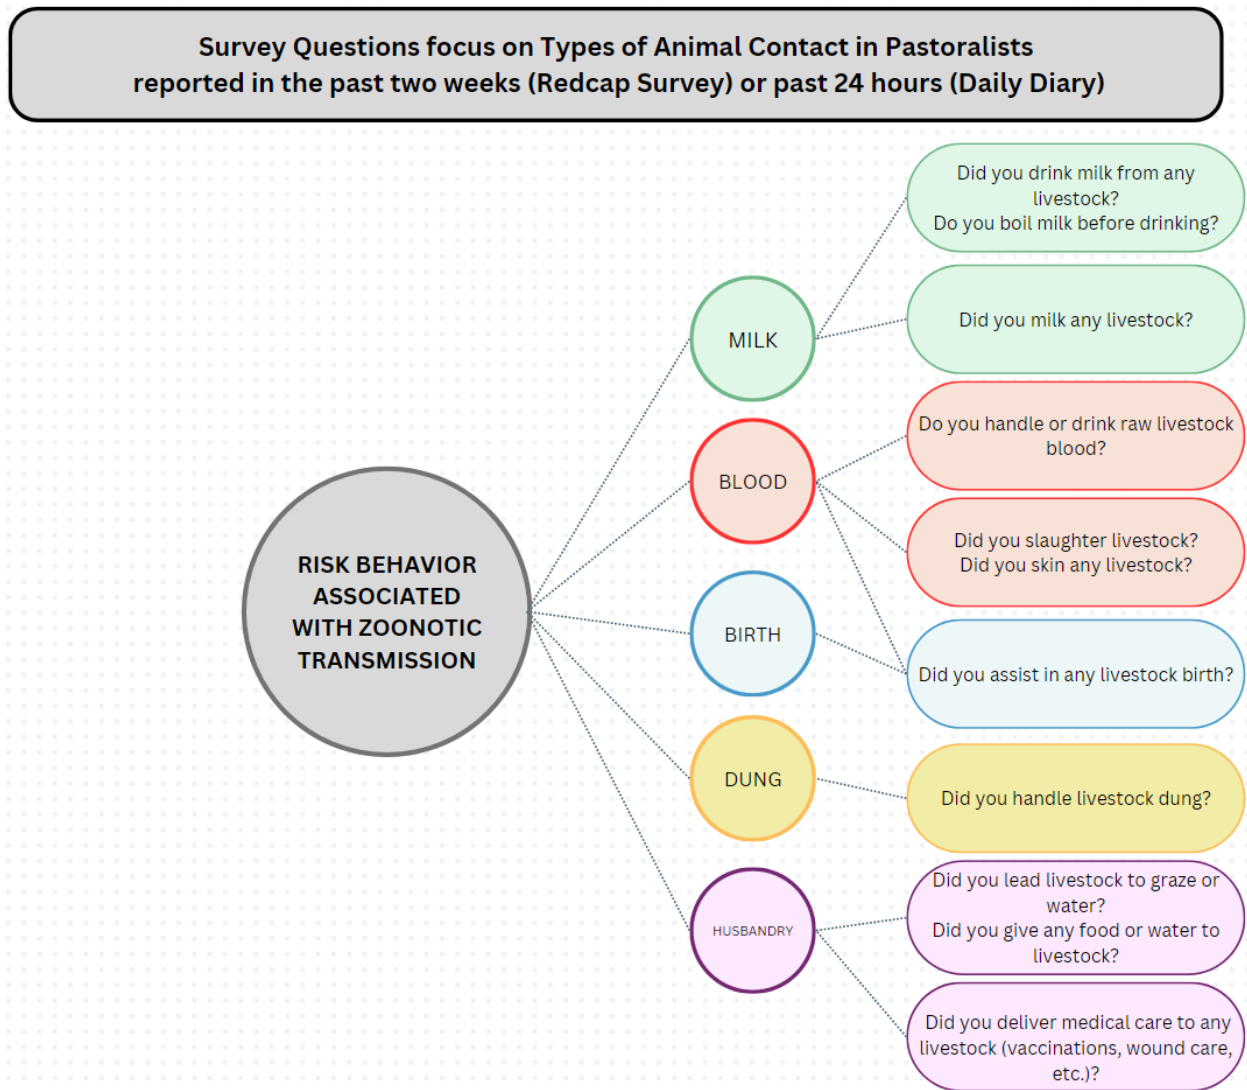 Survey Questions focus on Types of Animal Contact in Pastoralists
reported in the past two weeks (Redcap Survey) or past 24 hours (Daily Diary)
RISK BEHAVIOR
ASSOCIATED
WITH ZOONOTIC
TRANSMISSION
MILK
Did you drink milk from any
livestock?
Do you boil milk before drinking?
Did you milk any livestock?
BLOOD
Do you handle or drink raw livestock
blood?
Did you slaughter livestock?
Did you skin any livestock?
BIRTH
Did you assist in any livestock birth?
DUNG
Did you handle livestock dung?
HUSBANDRY
Did you lead livestock to graze or
water?
Did you give any food or water to
livestock?
Did you deliver medical care to any
livestock (vaccinations, wound care,
etc.)?